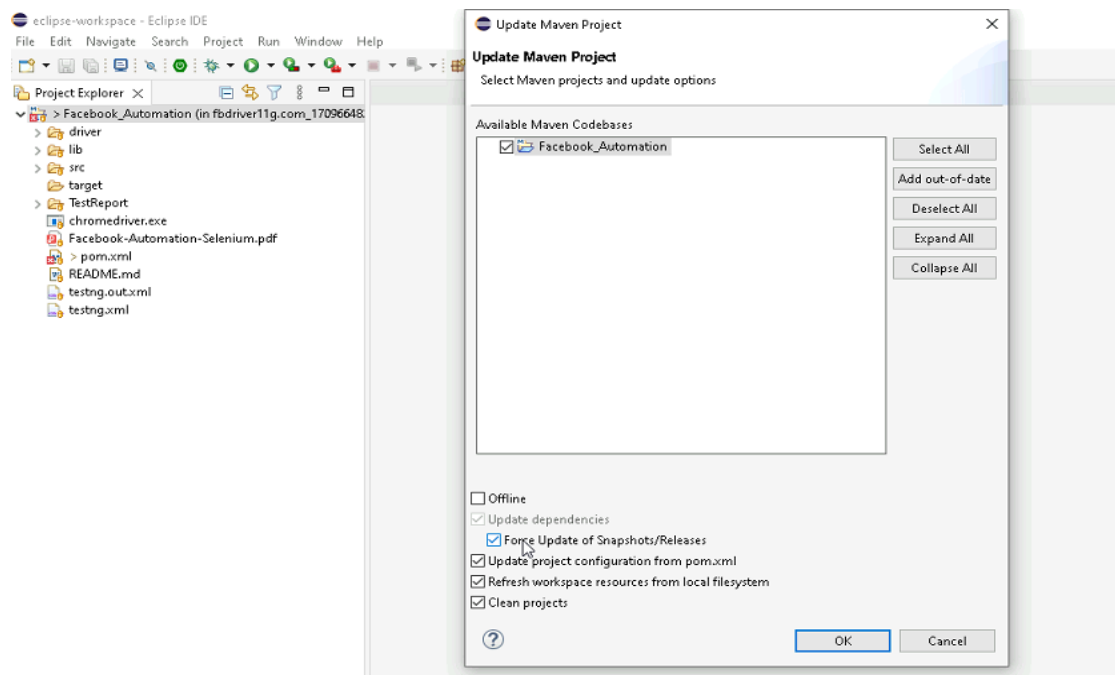 eclipse-workspace - Eclipse IDE
File Edit Navigate Search Project Run Window Help
Project Explorer
> Facebook_Automation (in fbdriver11g.com_17096648
driver
lib
src
target
TestReport
chromedriver.exe
Facebook-Automation-Selenium.pdf
> pom.xml
README.md
testng.out.xml
testng.xml
Update Maven Project
Update Maven Project
Select Maven projects and update options
Available Maven Codebases
Facebook_Automation
Select All
Add out-of-date
Deselect All
Expand All
Collapse All
Offline
Update dependencies
Force Update of Snapshots/Releases
Update project configuration from pom.xml
Refresh workspace resources from local filesystem
Clean projects
OK Cancel